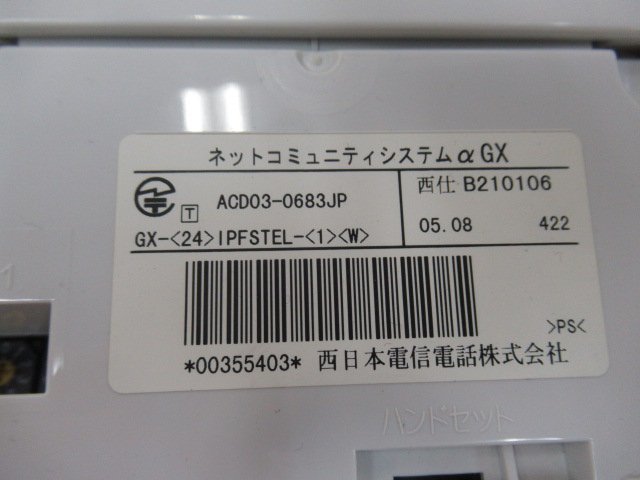 ネットコミュニティシステムαGX
T ACD03-0683JP
西仕 B210106
GX-<24>IPFSTEL-<1><W>
05.08 422
>PS<
*00355403* 西日本電信電話株式会社
ハンドセット